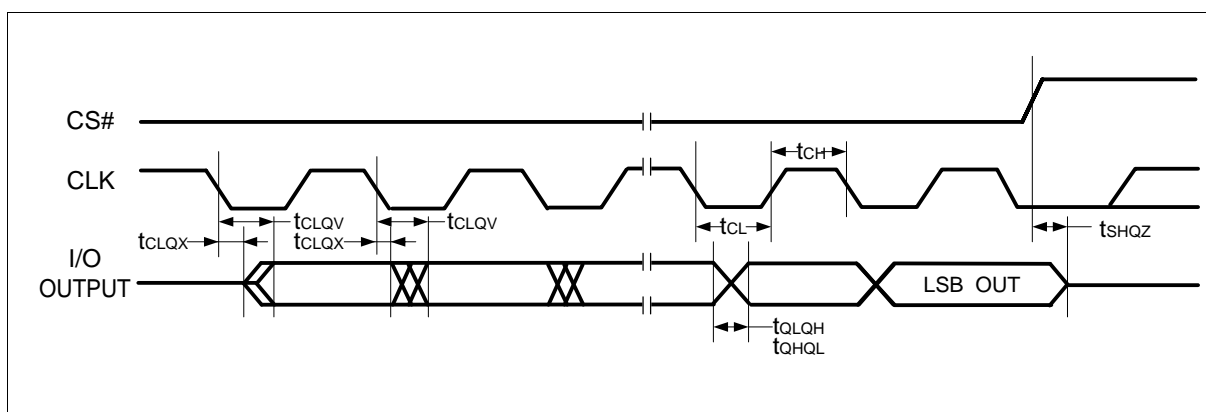 CS#
tCH
CLK
tCLQV
tCLQV
tCLQX
tCLQX
tCL
tSHQZ
I/O
OUTPUT
LSB OUT
tQLQH
tQHQL